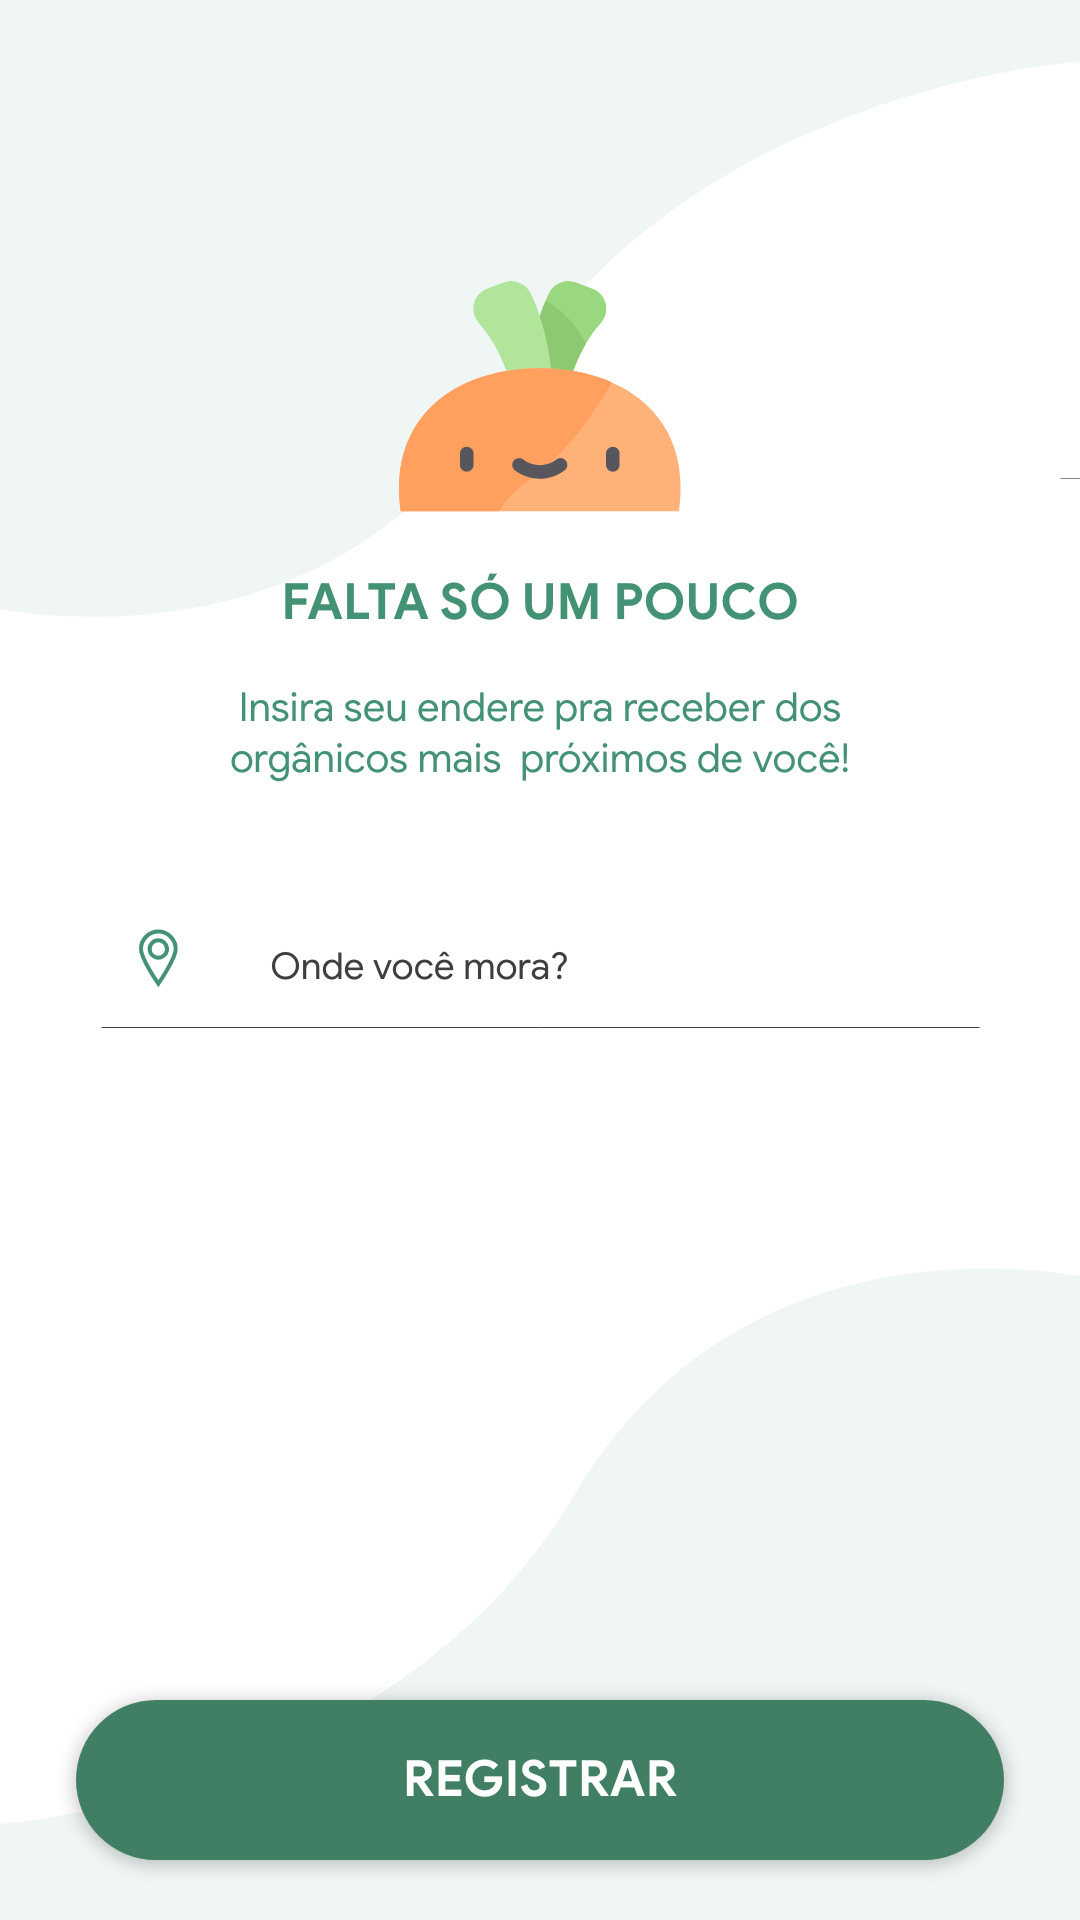 FALTA SÓ UM POUCO
Insira seu endere pra receber dos
orgânicos mais  próximos de você!
Onde você mora?
REGISTRAR